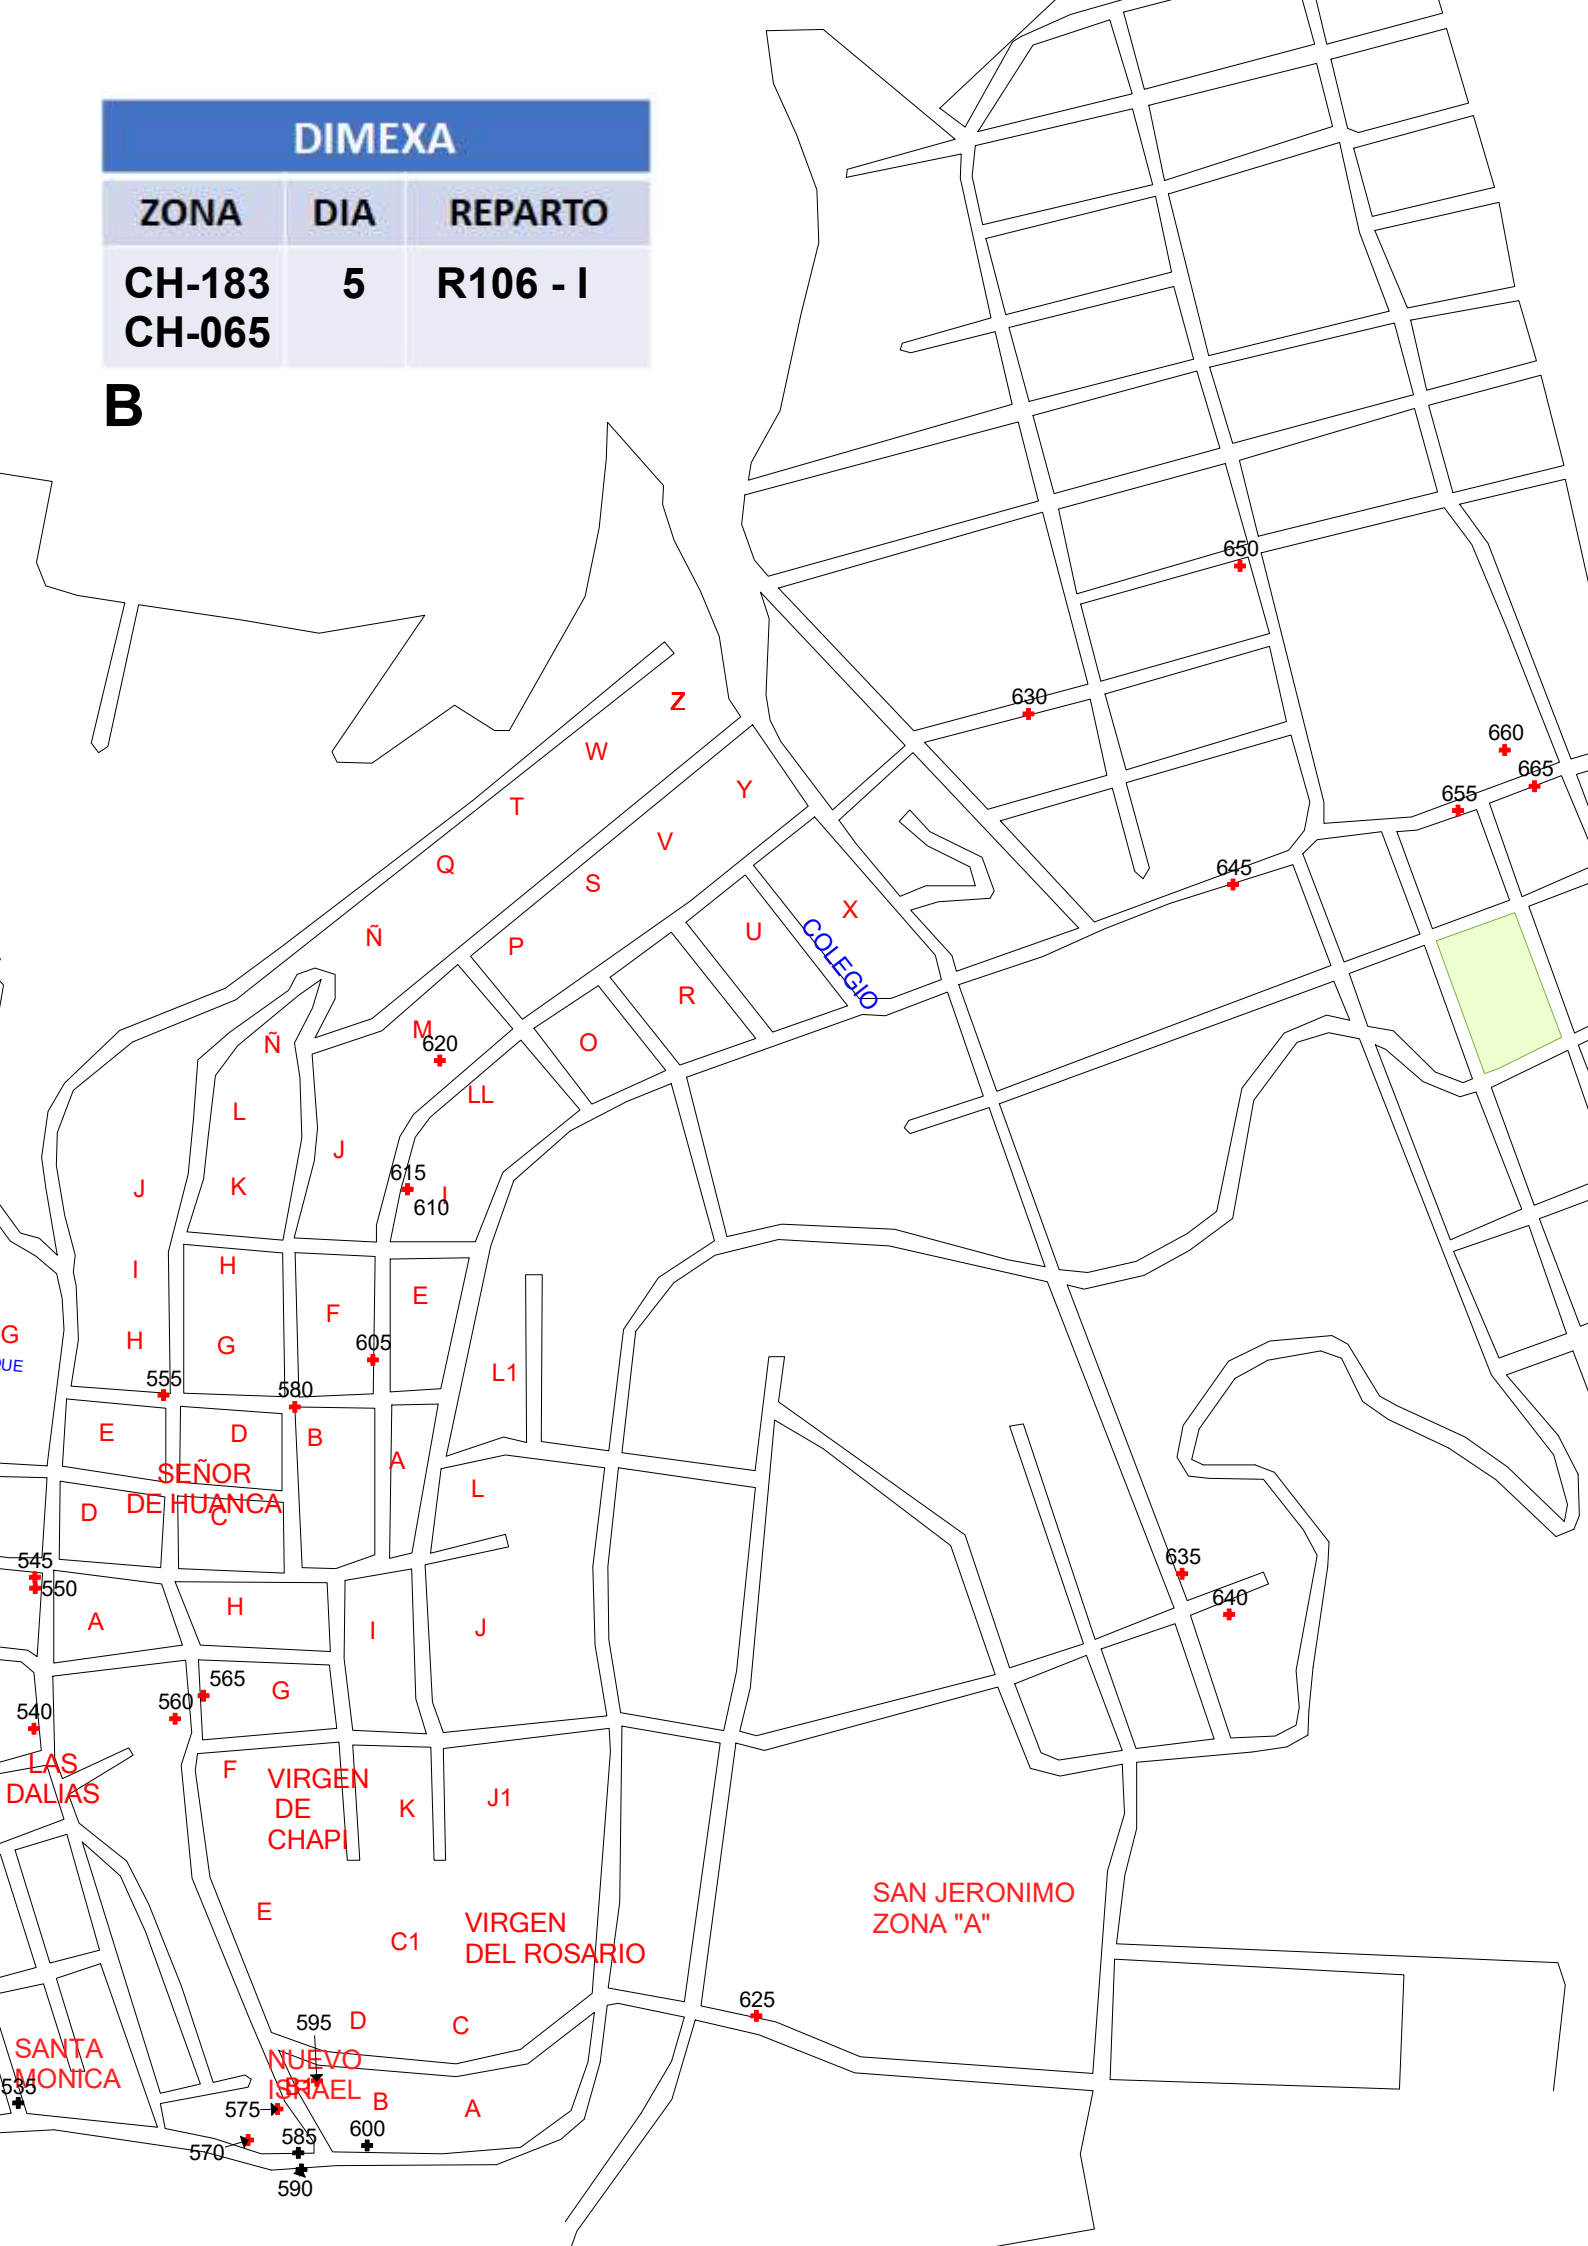 DIMEXA
ZONA DIA REPARTO
CH-183 5 R106 - I
CH-065
B
650
630
Z
660
W
665
Y
655
T
V
Q
645
S
X
Ñ
P
U
COLEGIO
R
M
Ñ
620
O
LL
L
J
615
J
K
I
610
I
H
E
F
G
H
G
605
UE
L1
555
580
E
D
B
A
SEÑOR
DE HUANCA
L
D
C
545
550
635
640
A
H
I
J
565
G
560
540
LAS
DALIAS
F
VIRGEN
DE
CHAPI
K
J1
E
SAN JERONIMO
ZONA "A"
VIRGEN
DEL ROSARIO
C1
625
595
D
C
SANTA
MONICA
NUEVO
ISRAEL
535
B
A
575
600
585
570
590